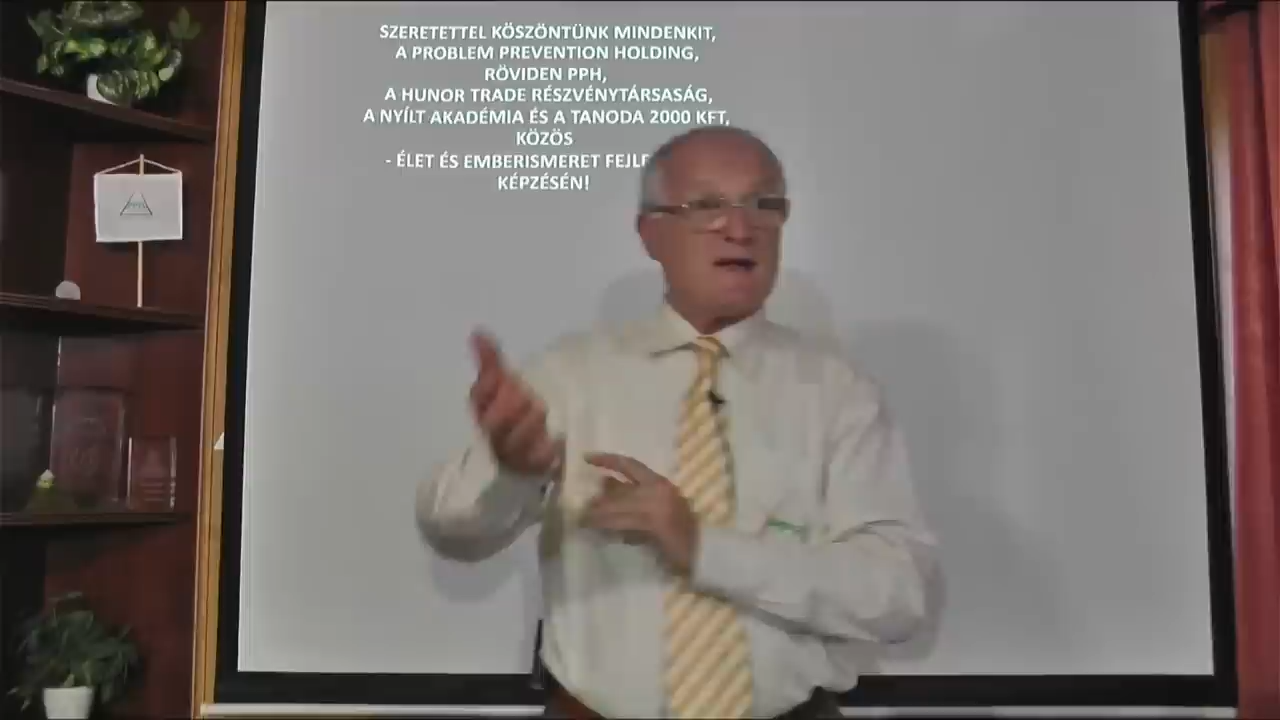 SZERETETTEL KÖSZÖNTÜNK MINDENKIT,
A PROBLEM PREVENTION HOLDING,
RÖVIDEN PPH,
A HUNOR TRADE RÉSZVÉNYTÁRSASÁG,
A NYÍLT AKADÉMIA ÉS A TANODA 2000 KFT,
KÖZÖS
- ÉLET ÉS EMBERISMERET
KÉPZÉSÉN!